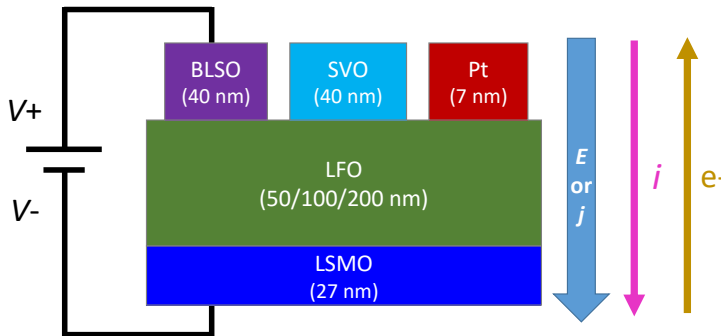 BLSO
(40 nm)
SVO
(40 nm)
Pt
(7 nm)
V+
V-
LFO
(50/100/200 nm)
LSMO
(27 nm)
E
or
j
i
e-